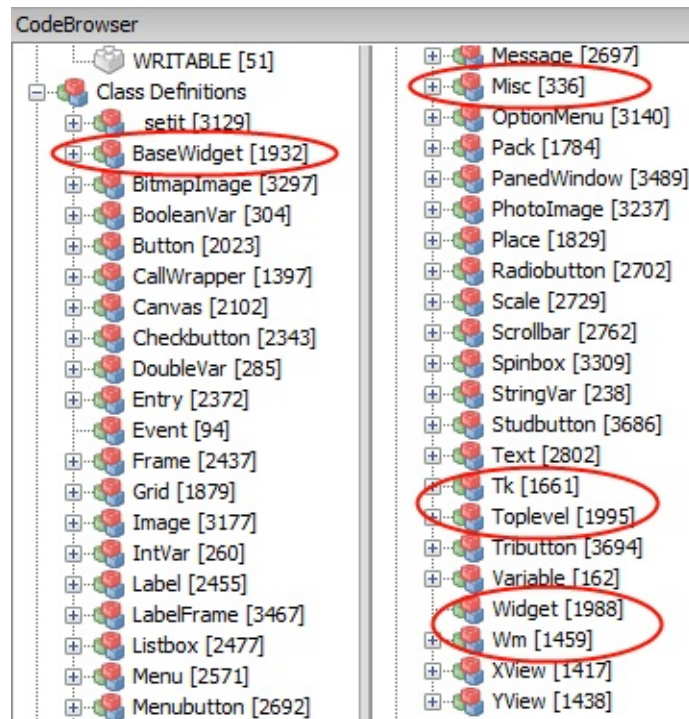 CodeBrowser
WRITABLE [51]
Class Definitions
_setit [3129]
BaseWidget [1932]
BitmapImage [3297]
BooleanVar [304]
Button [2023]
CallWrapper [1397]
Canvas [2102]
Checkbutton [2343]
DoubleVar [285]
Entry [2372]
Event [94]
Frame [2437]
Grid [1879]
Image [3177]
IntVar [260]
Label [2455]
LabelFrame [3467]
Listbox [2477]
Menu [2571]
Menubutton [2692]
Message [2697]
Misc [336]
OptionMenu [3140]
Pack [1784]
PanedWindow [3489]
PhotoImage [3237]
Place [1829]
Radiobutton [2702]
Scale [2729]
Scrollbar [2762]
Spinbox [3309]
StringVar [238]
Studbutton [3686]
Text [2802]
Tk [1661]
Toplevel [1995]
Tributton [3694]
Variable [162]
Widget [1988]
Wm [1459]
XView [1417]
YView [1438]